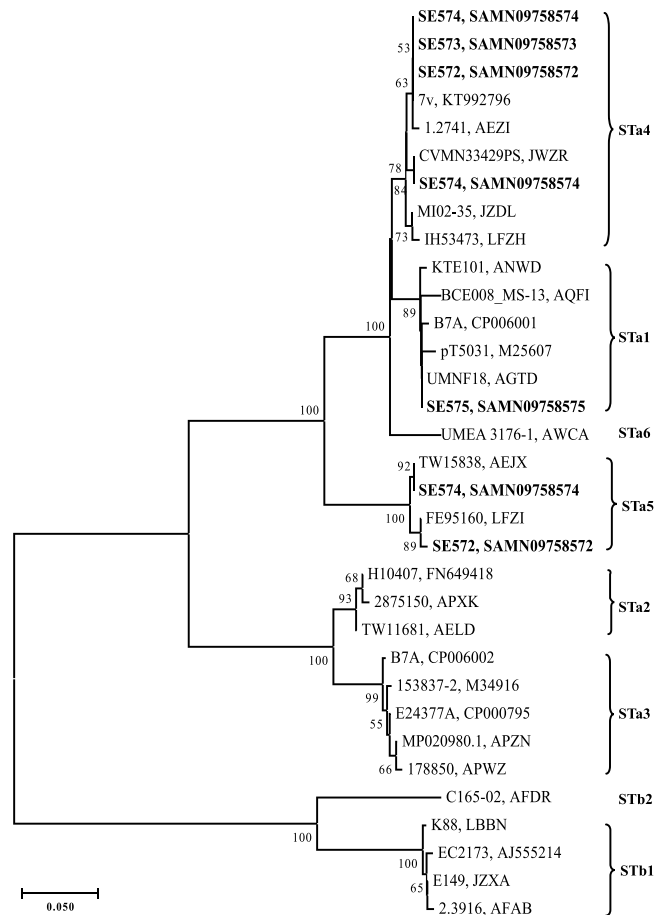 SE574, SAMN09758574
SE573, SAMN09758573
53
SE572, SAMN09758572
63
7v, KT992796
1.2741, AEZI
STa4
CVMN33429PS, JWZR
78
SE574, SAMN09758574
84
MI02-35, JZDL
73
IH53473, LFZH
KTE101, ANWD
BCE008_MS-13, AQFI
89
B7A, CP006001
100
STa1
pT5031, M25607
UMNF18, AGTD
SE575, SAMN09758575
100
UMEA 3176-1, AWCA
STa6
TW15838, AEJX
92
SE574, SAMN09758574
STa5
100
FE95160, LFZI
89
SE572, SAMN09758572
H10407, FN649418
68
93
2875150, APXK
STa2
TW11681, AELD
100
B7A, CP006002
153837-2, M34916
99
E24377A, CP000795
STa3
55
MP020980.1, APZN
66
178850, APWZ
C165-02, AFDR
STb2
100
K88, LBBN
EC2173, AJ555214
100
STb1
E149, JZXA
65
2.3916, AFAB
0.050